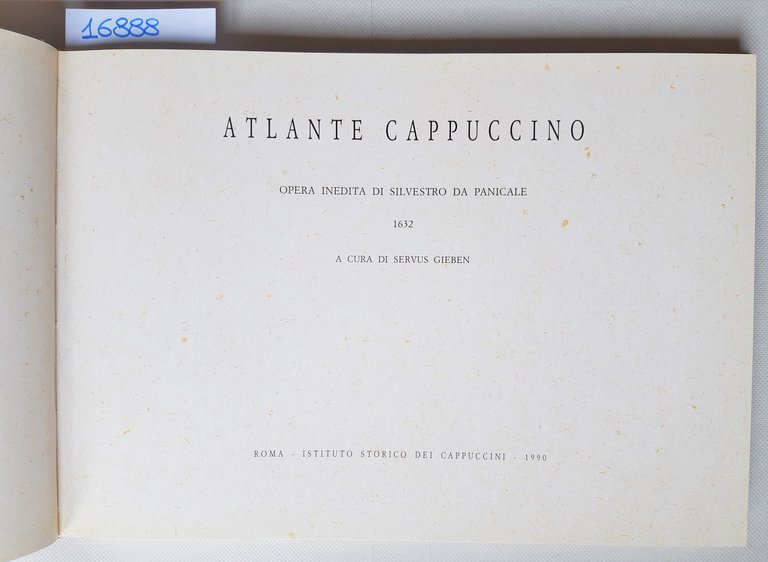 16888
ATLANTE CAPPUCCINO
OPERA INEDITA DI SILVESTRO DA PANICALE
1632
A CURA DI SERVUS GIEBEN
ROMA - ISTITUTO STORICO DEI CAPPUCCINI - 1990